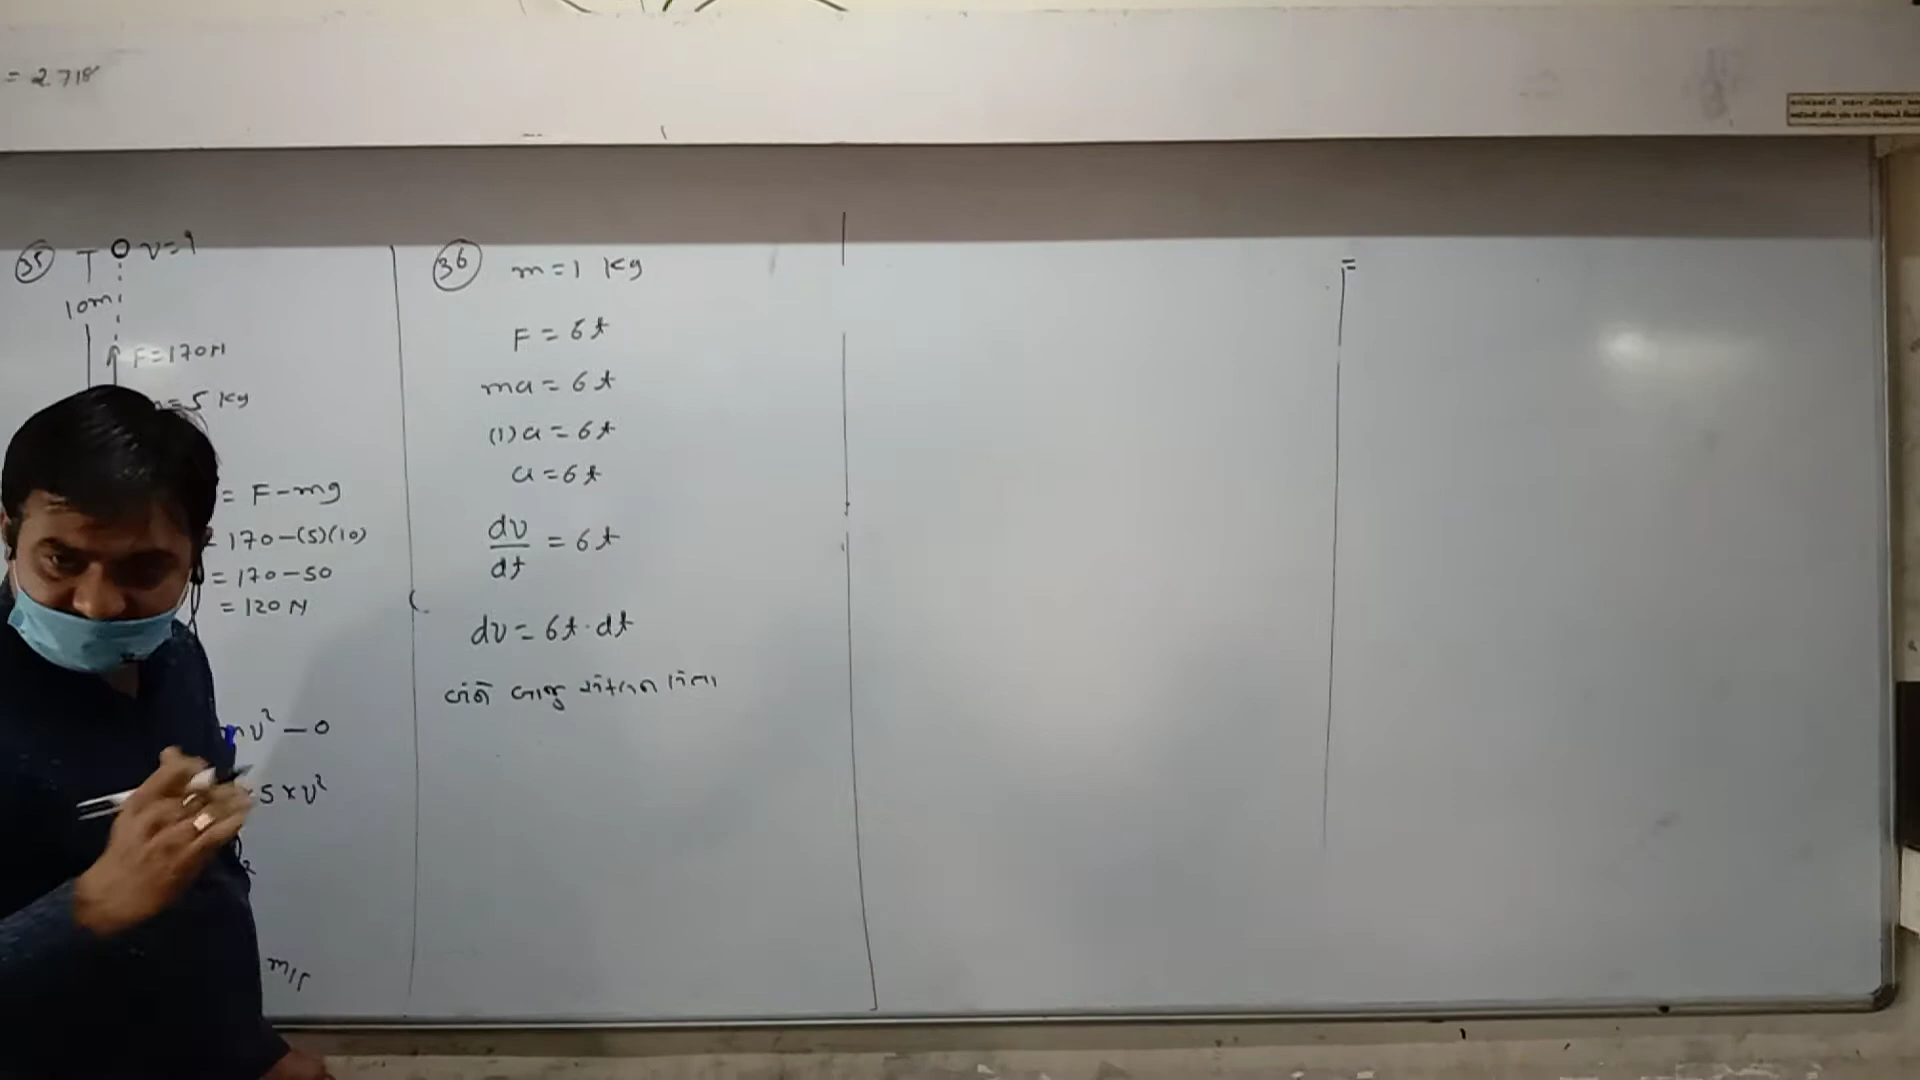 = 2.718
35 v=?
10m
F=170N
m=5 kg
= F-mg
= 170-(5)(10)
= 170-50
= 120 N
mv² - 0
5 x v²
m/s
36 m=1 kg
F = 6t
ma = 6t
(1)a = 6t
a = 6t
dv/dt = 6t
dv = 6t·dt
બંને બાજુ સંકલન લેતા
=